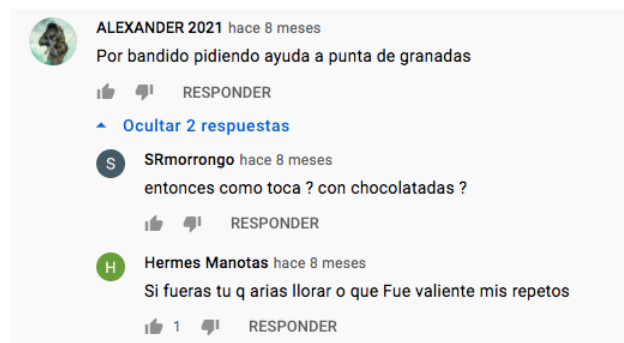 ALEXANDER 2021 hace 8 meses
Por bandido pidiendo ayuda a punta de granadas
RESPONDER
Ocultar 2 respuestas
S
SRmorrongo hace 8 meses
entonces como toca ? con chocolatadas ?
RESPONDER
H
Hermes Manotas hace 8 meses
Si fueras tu q arias llorar o que Fue valiente mis repetos
1 RESPONDER